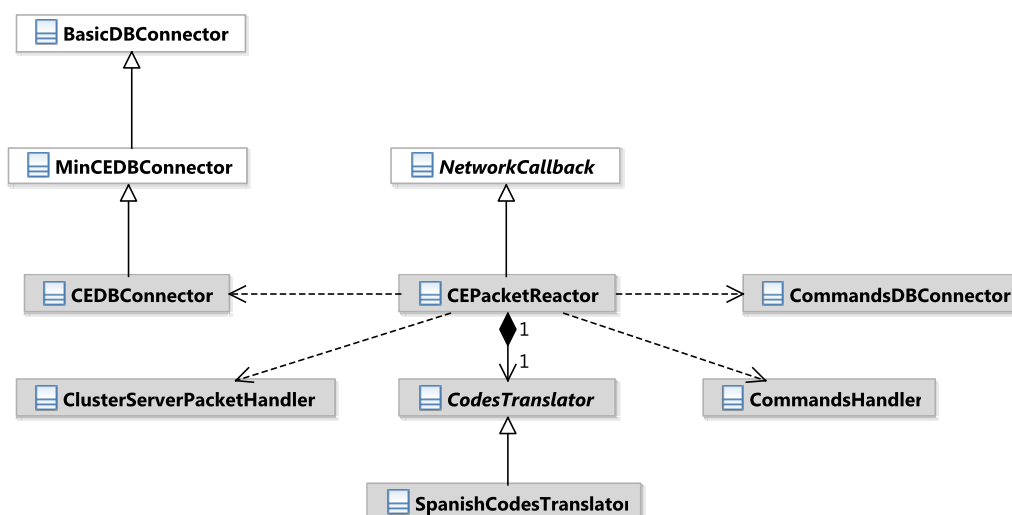 BasicDBConnector
MinCEDBConnector
NetworkCallback
CEDBConnector
CEPacketReactor
CommandsDBConnector
1
1
ClusterServerPacketHandler
CodesTranslator
CommandsHandler
SpanishCodesTranslator